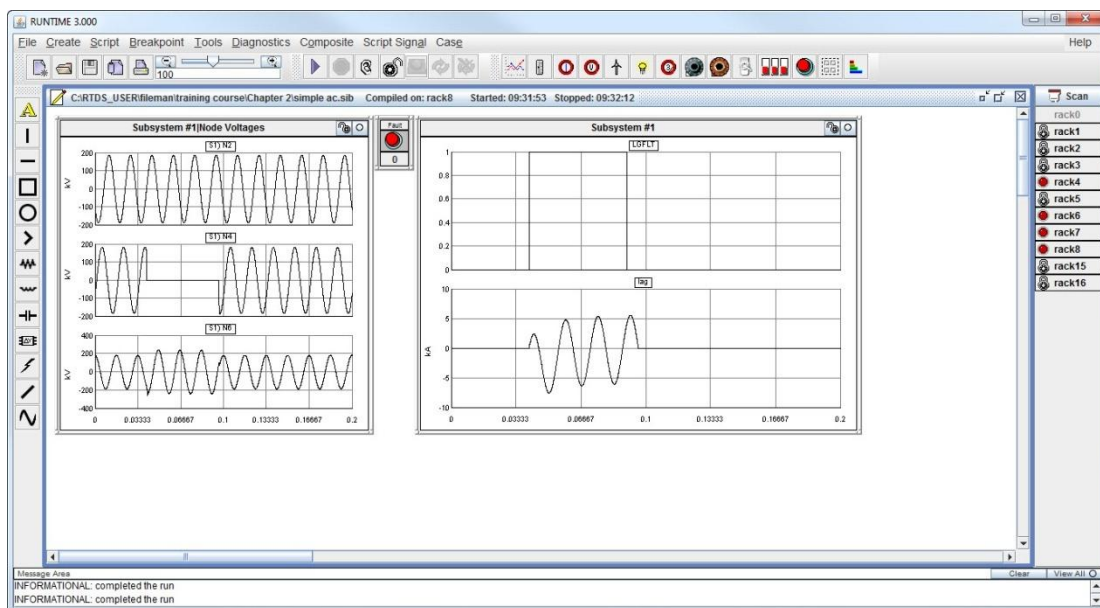 RUNTIME 3.000
File Create Script Breakpoint Tools Diagnostics Composite Script Signal Case Help
100
C:\RTDS_USER\fileman\training course\Chapter 2\simple ac.sib Compiled on: rack8 Started: 09:31:53 Stopped: 09:32:12
Scan
rack0
rack1
rack2
rack3
rack4
rack5
rack6
rack7
rack8
rack15
rack16
A
Subsystem #1|Node Voltages
S1) N2
kV
200
100
0
-100
-200
S1) N4
kV
200
100
0
-100
-200
S1) N6
kV
400
200
0
-200
-400
0 0.03333 0.06667 0.1 0.13333 0.16667 0.2
Fault
0
Subsystem #1
LGFLT
1
0.8
0.6
0.4
0.2
0
Iag
kA
10
5
0
-5
-10
0 0.03333 0.06667 0.1 0.13333 0.16667 0.2
Message Area Clear View All
INFORMATIONAL: completed the run
INFORMATIONAL: completed the run